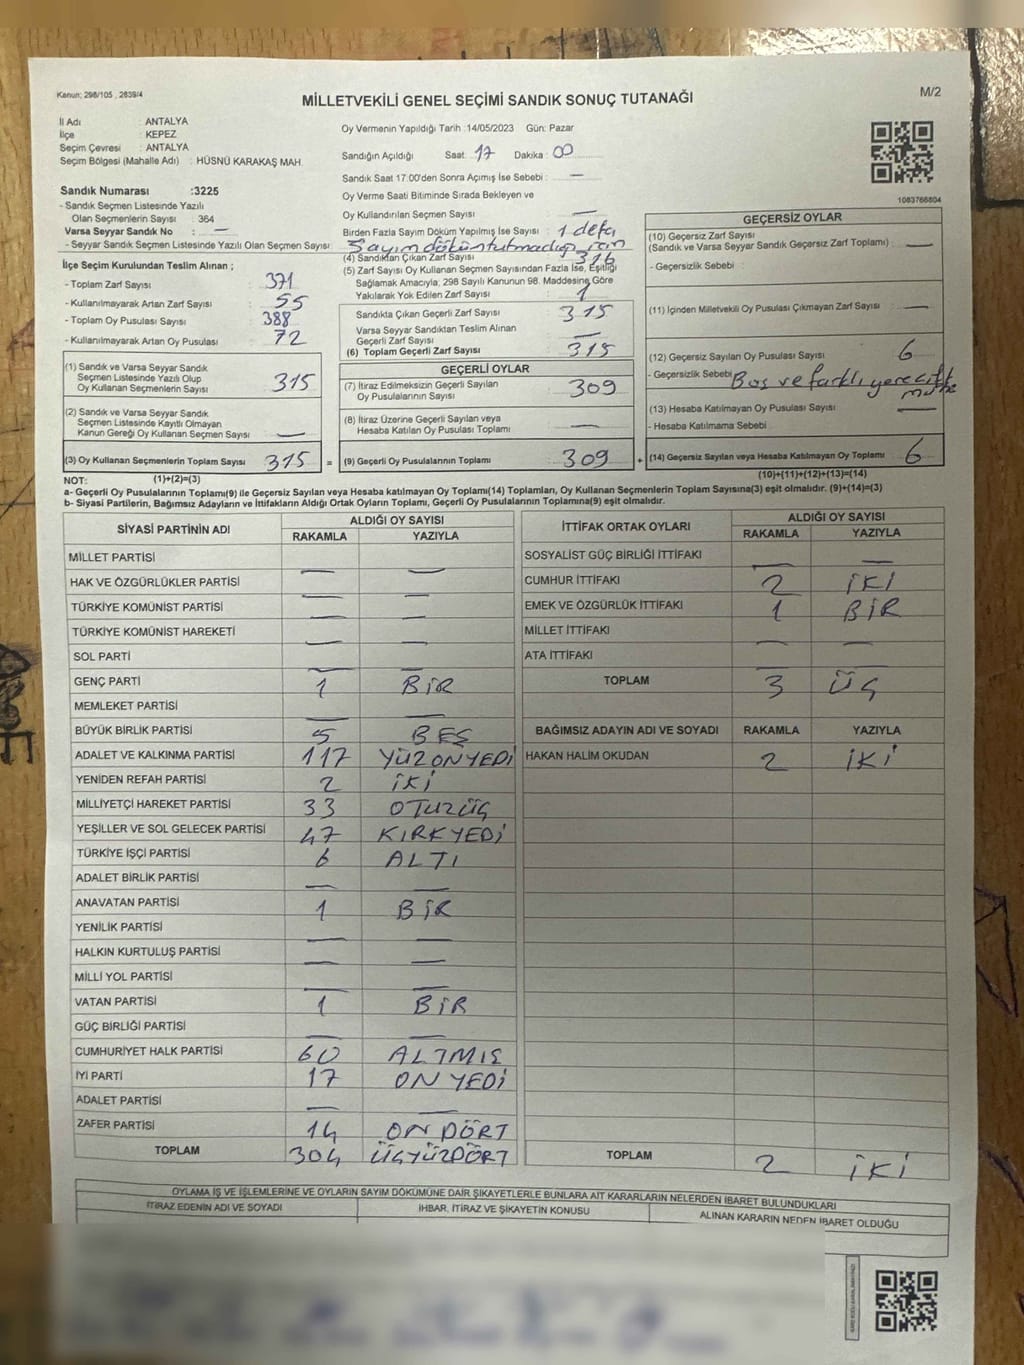 Kanun: 298/105 , 2839/4
MİLLETVEKİLİ GENEL SEÇİMİ SANDIK SONUÇ TUTANAĞI
M/2
İl Adı : ANTALYA
İlçe : KEPEZ
Seçim Çevresi : ANTALYA
Seçim Bölgesi (Mahalle Adı) : HÜSNÜ KARAKAŞ MAH.
Sandık Numarası :3225
- Sandık Seçmen Listesinde Yazılı
Olan Seçmenlerin Sayısı : 364
Varsa Seyyar Sandık No : —
- Seyyar Sandık Seçmen Listesinde Yazılı Olan Seçmen Sayısı :
İlçe Seçim Kurulundan Teslim Alınan ;
- Toplam Zarf Sayısı : 371
- Kullanılmayarak Artan Zarf Sayısı : 55
- Toplam Oy Pusulası Sayısı : 388
- Kullanılmayarak Artan Oy Pusulası : 72
Oy Vermenin Yapıldığı Tarih :14/05/2023 Gün: Pazar
Sandığın Açıldığı Saat 17 Dakika : 00
Sandık Saat 17.00'den Sonra Açılmış İse Sebebi : —
Oy Verme Saati Bitiminde Sırada Bekleyen ve
Oy Kullandırılan Seçmen Sayısı : —
Birden Fazla Sayım Döküm Yapılmış İse Sayısı : 1 defa
Sayım döküm tutmadığı için
(4) Sandıktan Çıkan Zarf Sayısı : 316
(5) Zarf Sayısı Oy Kullanan Seçmen Sayısından Fazla İse, Eşitliği
Sağlamak Amacıyla, 298 Sayılı Kanunun 98. Maddesine Göre
Yakılarak Yok Edilen Zarf Sayısı : 1
Sandıkta Çıkan Geçerli Zarf Sayısı : 315
Varsa Seyyar Sandıktan Teslim Alınan
Geçerli Zarf Sayısı : —
(6) Toplam Geçerli Zarf Sayısı : 315
1083766804
GEÇERSİZ OYLAR
(10) Geçersiz Zarf Sayısı
(Sandık ve Varsa Seyyar Sandık Geçersiz Zarf Toplamı) : —
- Geçersizlik Sebebi :
(11) İçinden Milletvekili Oy Pusulası Çıkmayan Zarf Sayısı : —
(12) Geçersiz Sayılan Oy Pusulası Sayısı : 6
- Geçersizlik Sebebi : Boş ve farklı yere çift
(13) Hesaba Katılmayan Oy Pusulası Sayısı : —
- Hesaba Katılmama Sebebi :
(14) Geçersiz Sayılan veya Hesaba Katılmayan Oy Toplamı : 6
(10)+(11)+(12)+(13)=(14)
(1) Sandık ve Varsa Seyyar Sandık
Seçmen Listesinde Yazılı Olup
Oy Kullanan Seçmenlerin Sayısı : 315
(2) Sandık ve Varsa Seyyar Sandık
Seçmen Listesinde Kayıtlı Olmayan
Kanun Gereği Oy Kullanan Seçmen Sayısı : —
(3) Oy Kullanan Seçmenlerin Toplam Sayısı : 315 =
GEÇERLİ OYLAR
(7) İtiraz Edilmeksizin Geçerli Sayılan
Oy Pusulasının Sayısı : 309
(8) İtiraz Üzerine Geçerli Sayılan veya
Hesaba Katılan Oy Pusulası Toplamı : —
(9) Geçerli Oy Pusulalarının Toplamı : 309 +
NOT: (1)+(2)=(3)
a- Geçerli Oy Pusulalarının Toplamı(9) ile Geçersiz Sayılan veya Hesaba katılmayan Oy Toplamı(14) Toplamları, Oy Kullanan Seçmenlerin Toplam Sayısına(3) eşit olmalıdır. (9)+(14)=(3)
b- Siyasi Partilerin, Bağımsız Adayların ve İttifakların Aldığı Ortak Oyların Toplamı, Geçerli Oy Pusulalarının Toplamına(9) eşit olmalıdır.
SİYASİ PARTİNİN ADI ALDIĞI OY SAYISI
RAKAMLA YAZIYLA
MİLLET PARTİSİ — —
HAK VE ÖZGÜRLÜKLER PARTİSİ — —
TÜRKİYE KOMÜNİST PARTİSİ — —
TÜRKİYE KOMÜNİST HAREKETİ — —
SOL PARTİ — —
GENÇ PARTİ 1 BİR
MEMLEKET PARTİSİ — —
BÜYÜK BİRLİK PARTİSİ 5 BEŞ
ADALET VE KALKINMA PARTİSİ 117 YÜZONYEDİ
YENİDEN REFAH PARTİSİ 2 İKİ
MİLLİYETÇİ HAREKET PARTİSİ 33 OTUZÜÇ
YEŞİLLER VE SOL GELECEK PARTİSİ 47 KIRKYEDİ
TÜRKİYE İŞÇİ PARTİSİ 6 ALTI
ADALET BİRLİK PARTİSİ — —
ANAVATAN PARTİSİ 1 BİR
YENİLİK PARTİSİ — —
HALKIN KURTULUŞ PARTİSİ — —
MİLLİ YOL PARTİSİ — —
VATAN PARTİSİ 1 BİR
GÜÇ BİRLİĞİ PARTİSİ — —
CUMHURİYET HALK PARTİSİ 60 ALTMIŞ
İYİ PARTİ 17 ONYEDİ
ADALET PARTİSİ — —
ZAFER PARTİSİ 14 ONDÖRT
TOPLAM 304 ÜÇYÜZDÖRT
İTTİFAK ORTAK OYLARI ALDIĞI OY SAYISI
RAKAMLA YAZIYLA
SOSYALİST GÜÇ BİRLİĞİ İTTİFAKI — —
CUMHUR İTTİFAKI 2 İKİ
EMEK VE ÖZGÜRLÜK İTTİFAKI 1 BİR
MİLLET İTTİFAKI — —
ATA İTTİFAKI — —
TOPLAM 3 ÜÇ
BAĞIMSIZ ADAYIN ADI VE SOYADI RAKAMLA YAZIYLA
HAKAN HALİM OKUDAN 2 İKİ
TOPLAM 2 İKİ
OYLAMA İŞ VE İŞLEMLERİNE VE OYLARIN SAYIM DÖKÜMÜNE DAİR ŞİKAYETLERLE BUNLARA AİT KARARLARIN NELERDEN İBARET BULUNDUKLARI
İTİRAZ EDENİN ADI VE SOYADI İHBAR, İTİRAZ VE ŞİKAYETİN KONUSU ALINAN KARARIN NEDEN İBARET OLDUĞU